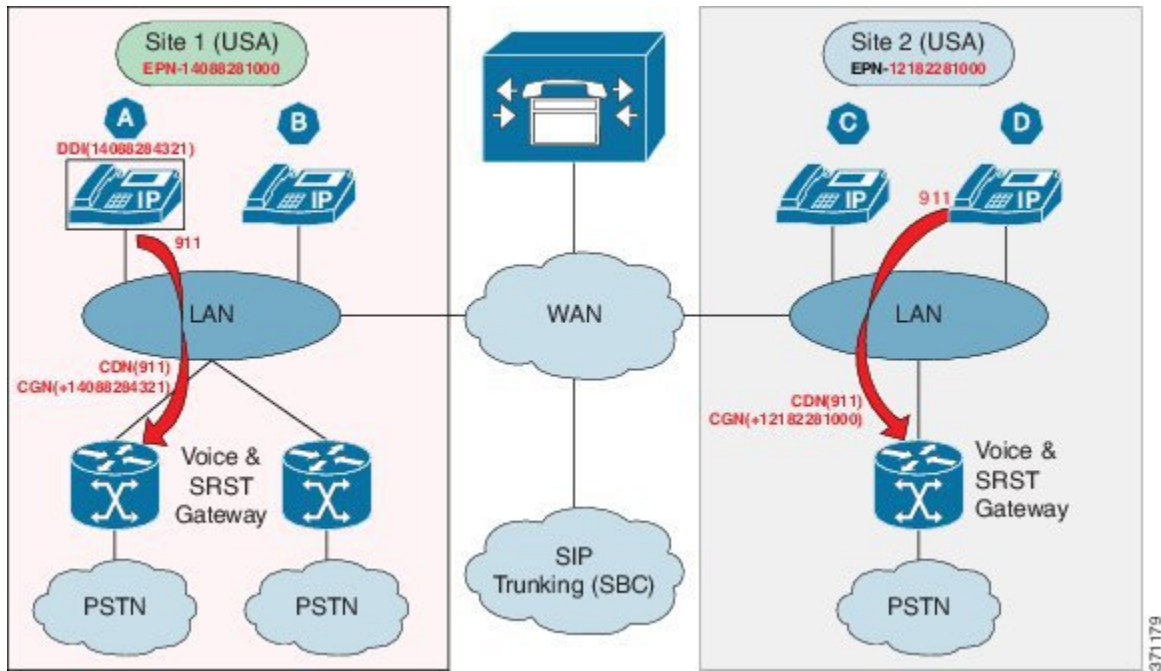 Site 1 (USA)
EPN-14088281000
A
B
DDI(14088284321)
IP
IP
911
LAN
CDN(911)
CGN(+14088284321)
Voice &
SRST
Gateway
PSTN
PSTN
WAN
SIP
Trunking (SBC)
Site 2 (USA)
EPN-12182281000
C
D
IP
IP
911
LAN
CDN(911)
CGN(+12182281000)
Voice &
SRST
Gateway
PSTN
371179